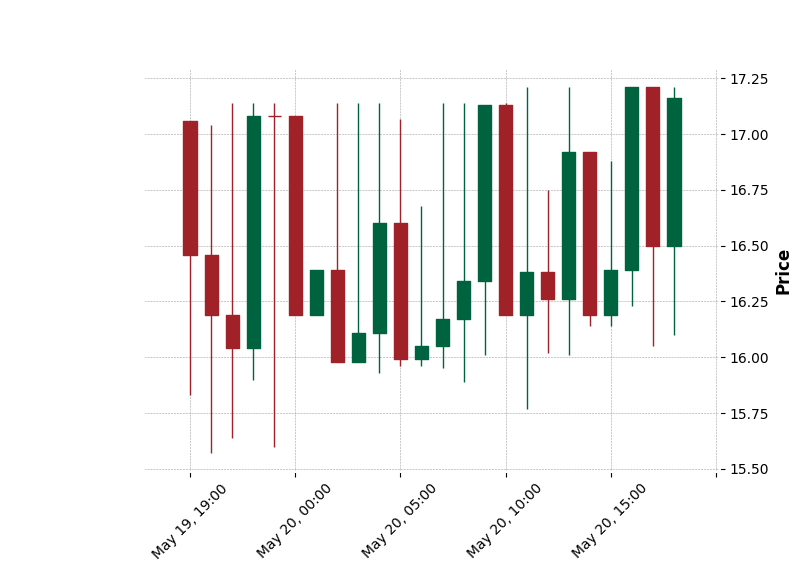 17.25
17.00
16.75
16.50
16.25
16.00
15.75
15.50
Price
May 19, 19:00
May 20, 00:00
May 20, 05:00
May 20, 10:00
May 20, 15:00